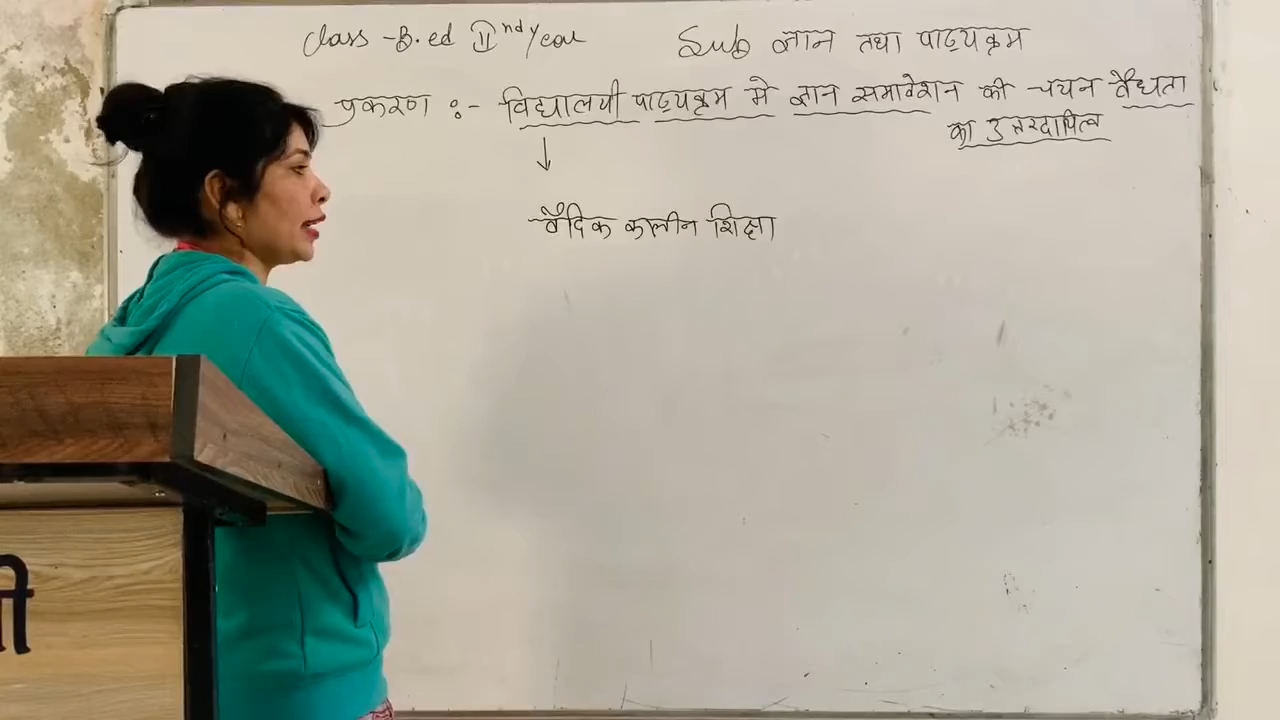 Class - B.ed IInd Year Sub ज्ञान तथा पाठ्यक्रम
प्रकरण :- विद्यालयी पाठ्यक्रम में ज्ञान समावेशन की चयन वैधता
का उत्तरदायित्व
↓
वैदिक कालीन शिक्षा